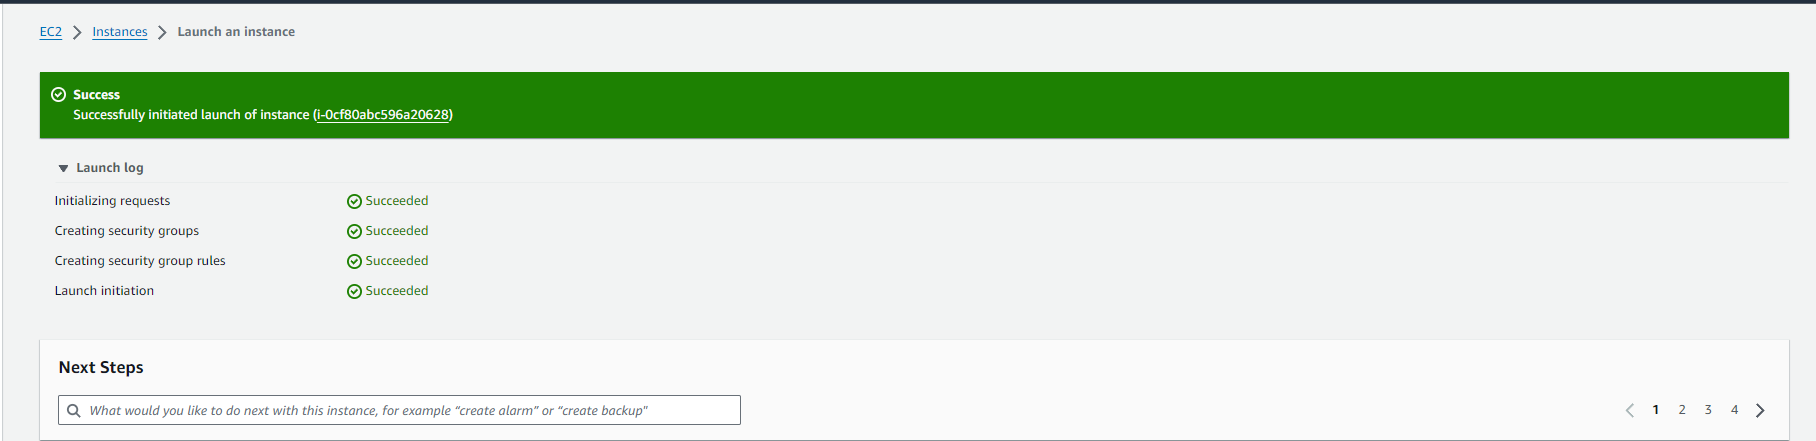 EC2 Instances Launch an instance
Success
Successfully initiated launch of instance (i-0cf80abc596a20628)
Launch log
Initializing requests Succeeded
Creating security groups Succeeded
Creating security group rules Succeeded
Launch initiation Succeeded
Next Steps
What would you like to do next with this instance, for example “create alarm” or “create backup" 1 2 3 4